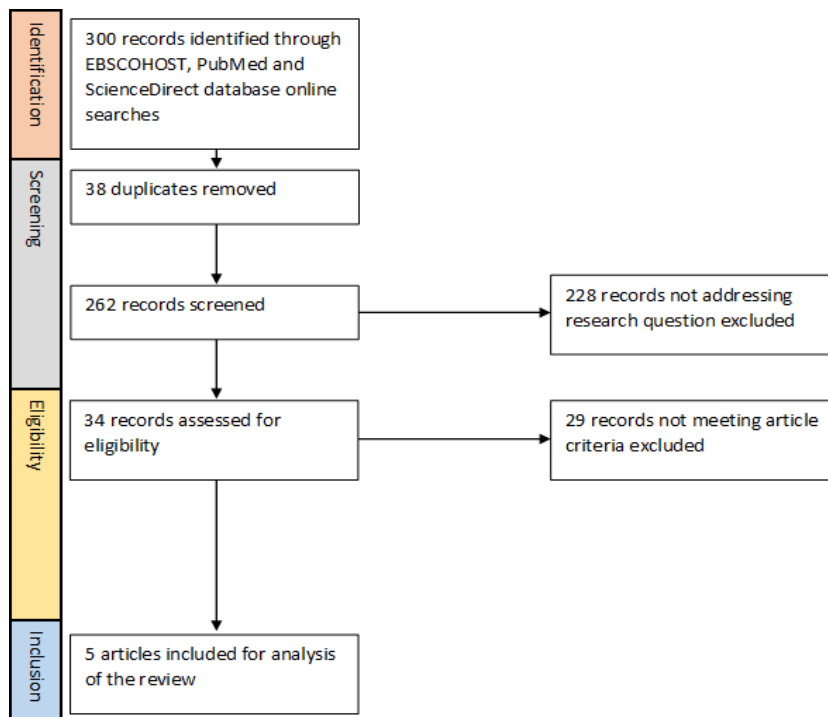 Identification
300 records identified through
EBSCOHOST, PubMed and
ScienceDirect database online
searches
Screening
38 duplicates removed
262 records screened
228 records not addressing
research question excluded
Eligibility
34 records assessed for
eligibility
29 records not meeting article
criteria excluded
Inclusion
5 articles included for analysis
of the review